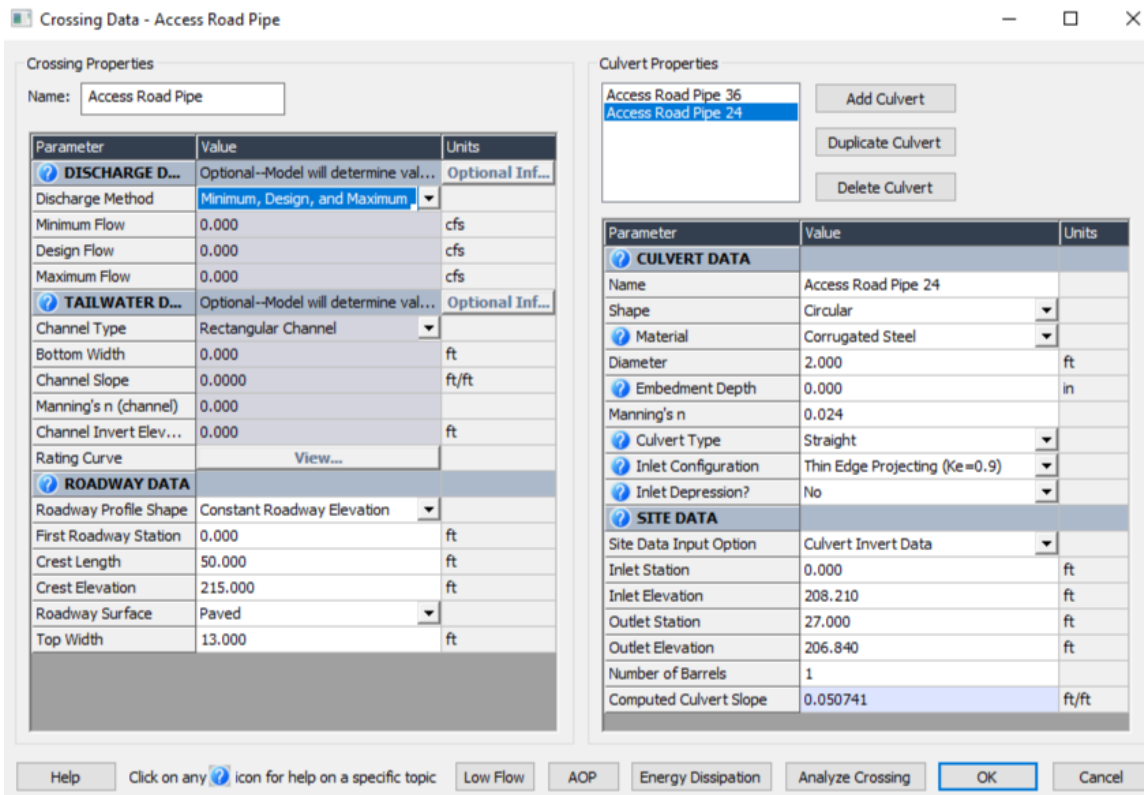 Crossing Data - Access Road Pipe
Crossing Properties
Name: Access Road Pipe
Parameter Value Units
DISCHARGE D... Optional--Model will determine val... Optional Inf...
Discharge Method Minimum, Design, and Maximum
Minimum Flow 0.000 cfs
Design Flow 0.000 cfs
Maximum Flow 0.000 cfs
TAILWATER D... Optional--Model will determine val... Optional Inf...
Channel Type Rectangular Channel
Bottom Width 0.000 ft
Channel Slope 0.0000 ft/ft
Manning's n (channel) 0.000
Channel Invert Elev... 0.000 ft
Rating Curve View...
ROADWAY DATA
Roadway Profile Shape Constant Roadway Elevation
First Roadway Station 0.000 ft
Crest Length 50.000 ft
Crest Elevation 215.000 ft
Roadway Surface Paved
Top Width 13.000 ft
Culvert Properties
Access Road Pipe 36
Access Road Pipe 24
Add Culvert
Duplicate Culvert
Delete Culvert
Parameter Value Units
CULVERT DATA
Name Access Road Pipe 24
Shape Circular
Material Corrugated Steel
Diameter 2.000 ft
Embedment Depth 0.000 in
Manning's n 0.024
Culvert Type Straight
Inlet Configuration Thin Edge Projecting (Ke=0.9)
Inlet Depression? No
SITE DATA
Site Data Input Option Culvert Invert Data
Inlet Station 0.000 ft
Inlet Elevation 208.210 ft
Outlet Station 27.000 ft
Outlet Elevation 206.840 ft
Number of Barrels 1
Computed Culvert Slope 0.050741 ft/ft
Help Click on any ? icon for help on a specific topic Low Flow AOP Energy Dissipation Analyze Crossing OK Cancel